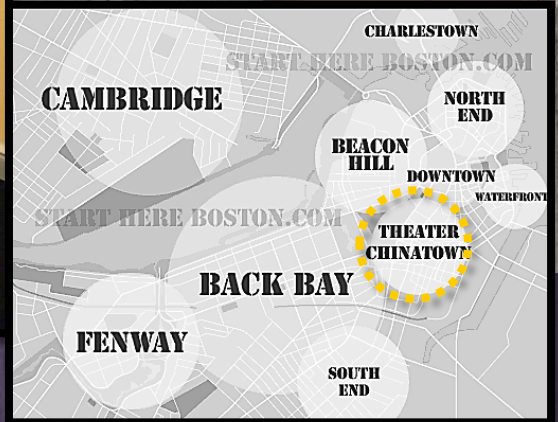 CHARLESTOWN
START HERE BOSTON.COM
CAMBRIDGE
NORTH
END
BEACON
HILL
DOWNTOWN
WATERFRONT
START HERE BOSTON.COM
THEATER
CHINATOWN
BACK BAY
FENWAY
SOUTH
END